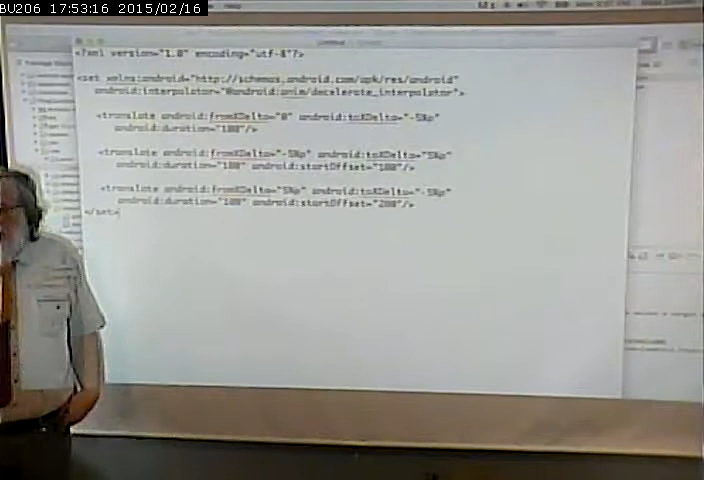 BU206 17:53:16 2015/02/16
<?xml version="1.0" encoding="utf-8"?>
<set xmlns:android="http://schemas.android.com/apk/res/android"
android:interpolator="@android:anim/decelerate_interpolator">
<translate android:fromXDelta="0" android:toXDelta="-5%p"
android:duration="100"/>
<translate android:fromXDelta="-5%p" android:toXDelta="5%p"
android:duration="100" android:startOffset="100"/>
<translate android:fromXDelta="5%p" android:toXDelta="-5%p"
android:duration="100" android:startOffset="200"/>
</set>